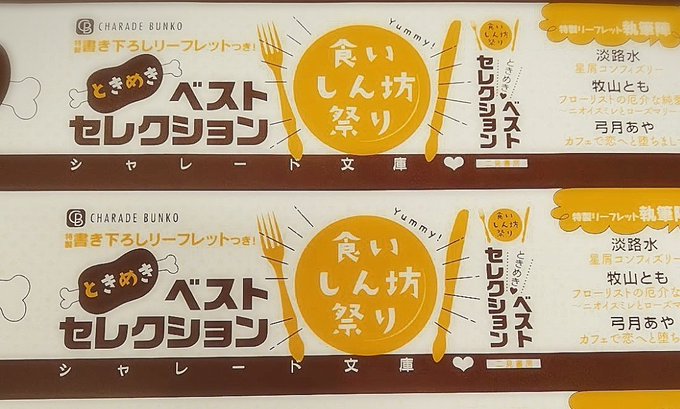 CHARADE BUNKO
特製書き下ろしリーフレットつき!
ときめき
ベスト
セレクション
シャレード文庫
Yummy!
食い
しん坊
祭り
食い
しん坊
祭り
ときめき♥ベスト
セレクション
二見書房
特製リーフレット執筆陣
淡路水
星屑コンフィズリー
牧山とも
フローリストの厄介な純愛
―ニオイスミレとローズマリー
弓月あや
カフェで恋へと堕ちまし
CHARADE BUNKO
特製書き下ろしリーフレットつき!
ときめき
ベスト
セレクション
シャレード文庫
Yummy!
食い
しん坊
祭り
食い
しん坊
祭り
ときめき♥ベスト
セレクション
二見書房
特製リーフレット執筆陣
淡路水
星屑コンフィズリー
牧山とも
フローリストの厄介な
―ニオイスミレとローズマ
弓月あや
カフェで恋へと堕ち